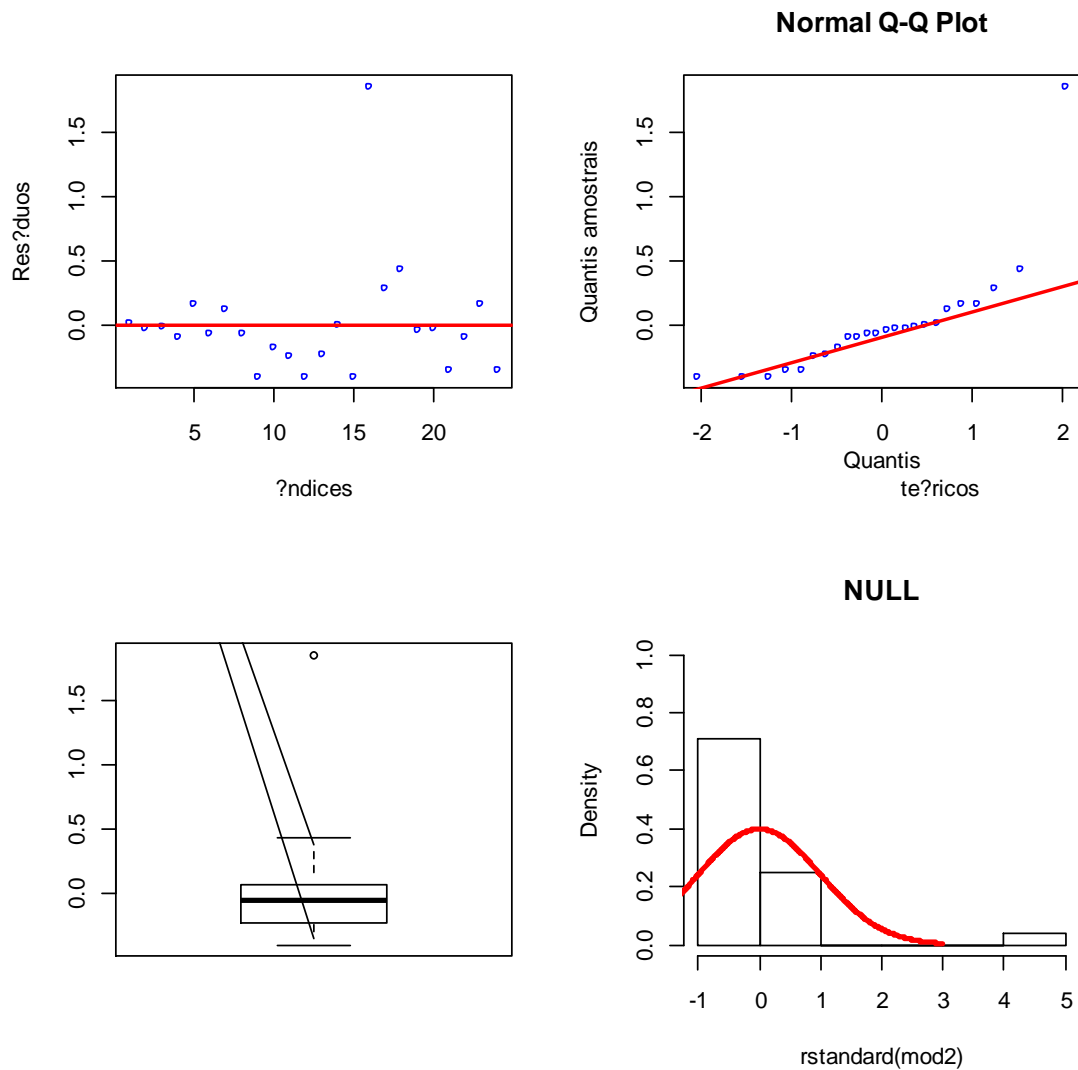 Res?duos
1.5
1.0
0.5
0.0
5 10 15 20
?ndices
Normal Q-Q Plot
Quantis amostrais
1.5
1.0
0.5
0.0
-2 -1 0 1 2
Quantis
te?ricos
1.5
1.0
0.5
0.0
NULL
Density
1.0
0.8
0.6
0.4
0.2
0.0
-1 0 1 2 3 4 5
rstandard(mod2)